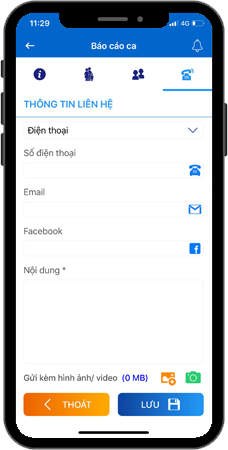 11:29
4G
Báo cáo ca
THÔNG TIN LIÊN HỆ
Điện thoại
Số điện thoại
Email
Facebook
Nội dung *
Gửi kèm hình ảnh/ video (0 MB)
THOÁT
LƯU